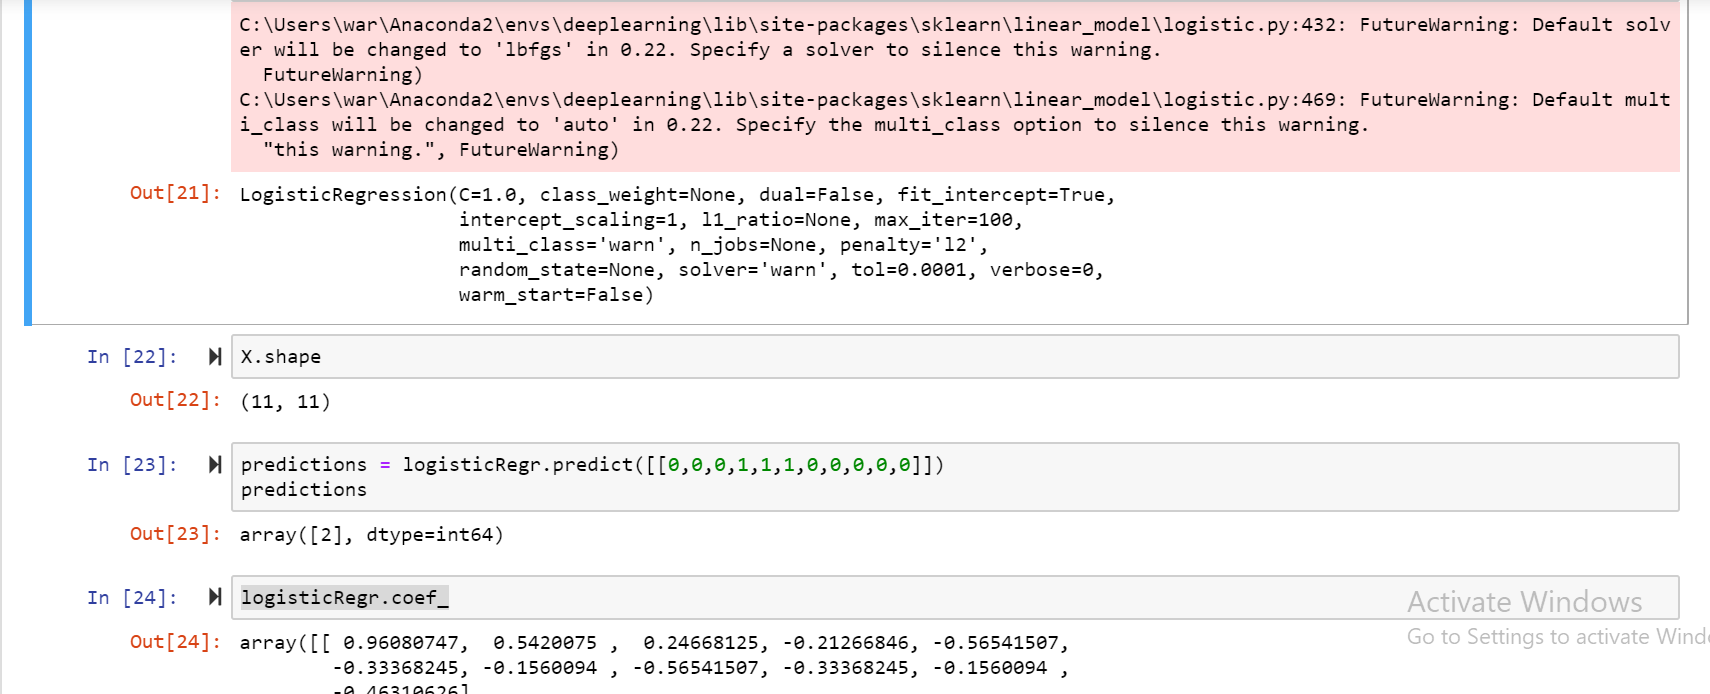 C:\Users\war\Anaconda2\envs\deeplearning\lib\site-packages\sklearn\linear_model\logistic.py:432: FutureWarning: Default solv
er will be changed to 'lbfgs' in 0.22. Specify a solver to silence this warning.
  FutureWarning)
C:\Users\war\Anaconda2\envs\deeplearning\lib\site-packages\sklearn\linear_model\logistic.py:469: FutureWarning: Default mult
i_class will be changed to 'auto' in 0.22. Specify the multi_class option to silence this warning.
  "this warning.", FutureWarning)
Out[21]: LogisticRegression(C=1.0, class_weight=None, dual=False, fit_intercept=True,
                   intercept_scaling=1, l1_ratio=None, max_iter=100,
                   multi_class='warn', n_jobs=None, penalty='l2',
                   random_state=None, solver='warn', tol=0.0001, verbose=0,
                   warm_start=False)
In [22]: X.shape
Out[22]: (11, 11)
In [23]: predictions = logisticRegr.predict([[0,0,0,1,1,1,0,0,0,0,0]])
predictions
Out[23]: array([2], dtype=int64)
In [24]: logisticRegr.coef_
Out[24]: array([[ 0.96080747,  0.5420075 ,  0.24668125, -0.21266846, -0.56541507,
        -0.33368245, -0.1560094 , -0.56541507, -0.33368245, -0.1560094 ,
        -0.46310626]
Activate Windows
Go to Settings to activate Wind